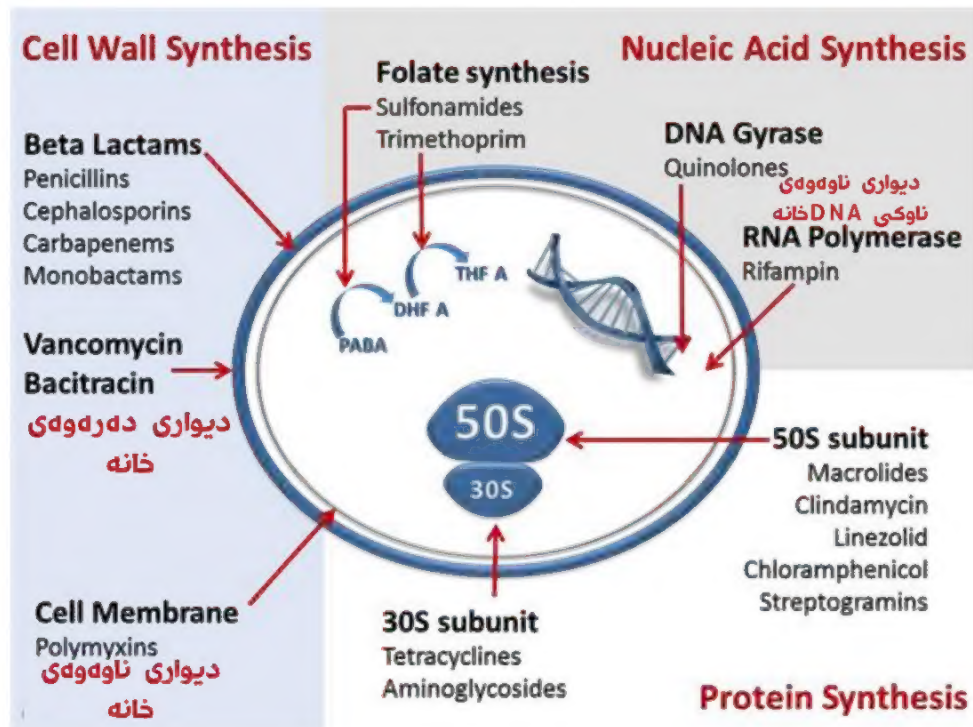 Cell Wall Synthesis
Nucleic Acid Synthesis
Folate synthesis
Sulfonamides
Trimethoprim
Beta Lactams
Penicillins
Cephalosporins
Carbapenems
Monobactams
DNA Gyrase
Quinolones
دیواری ناوەوەی
ناوکی DNAخانە
RNA Polymerase
Rifampin
THF A
DHF A
PABA
Vancomycin
Bacitracin
دیواری دەرەوەی
خانە
50S
30S
50S subunit
Macrolides
Clindamycin
Linezolid
Chloramphenicol
Streptogramins
Cell Membrane
Polymyxins
دیواری ناوەوەی
خانە
30S subunit
Tetracyclines
Aminoglycosides
Protein Synthesis